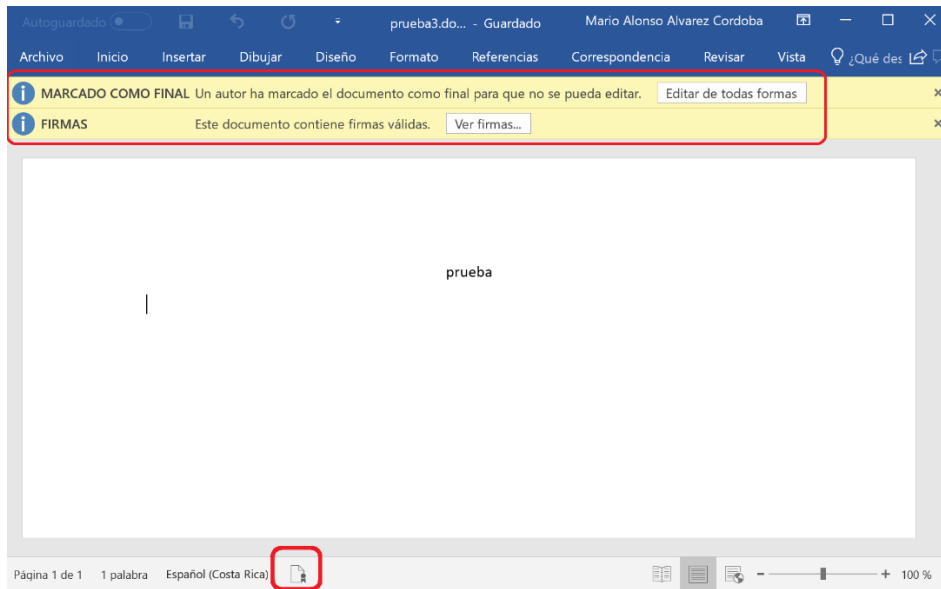 Autoguardado prueba3.do... - Guardado Mario Alonso Alvarez Cordoba
Archivo Inicio Insertar Dibujar Diseño Formato Referencias Correspondencia Revisar Vista ¿Qué des
MARCADO COMO FINAL Un autor ha marcado el documento como final para que no se pueda editar. Editar de todas formas
FIRMAS Este documento contiene firmas válidas. Ver firmas...
prueba
Página 1 de 1 1 palabra Español (Costa Rica) 100 %